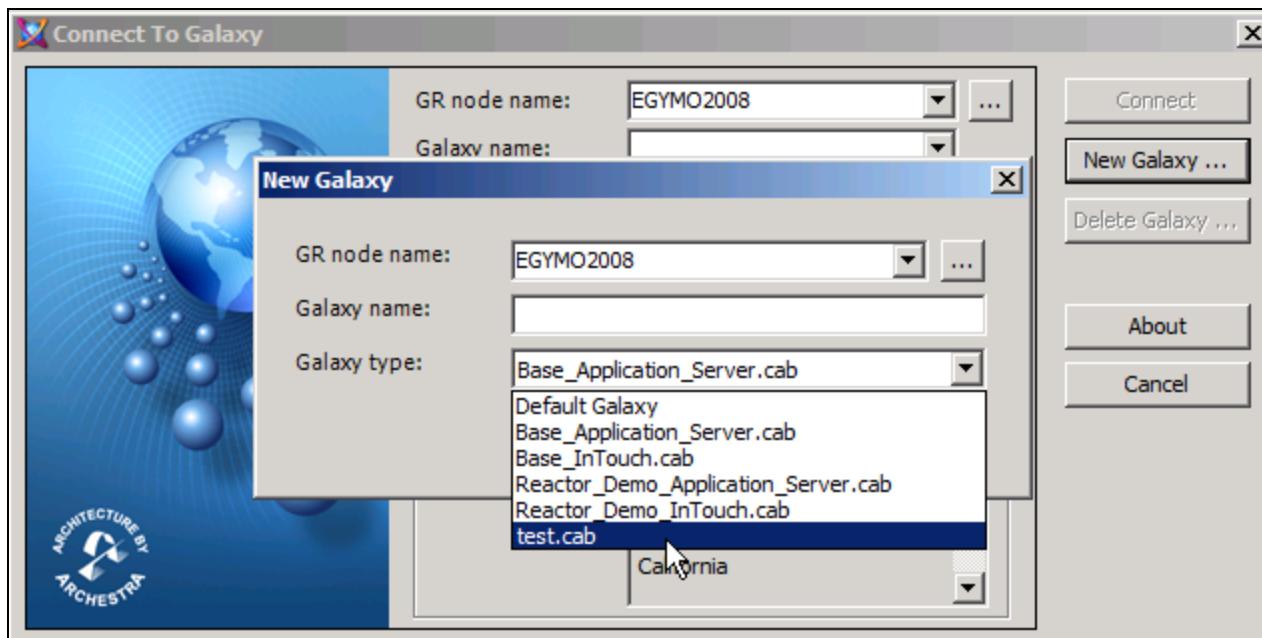 Connect To Galaxy
GR node name:
EGYMO2008
...
Connect
Galaxy name:
New Galaxy ...
Delete Galaxy ...
About
Cancel
New Galaxy
GR node name:
EGYMO2008
...
Galaxy name:
Galaxy type:
Base_Application_Server.cab
Default Galaxy
Base_Application_Server.cab
Base_InTouch.cab
Reactor_Demo_Application_Server.cab
Reactor_Demo_InTouch.cab
test.cab
California
ARCHITECTURE BY
ARCHESTRA